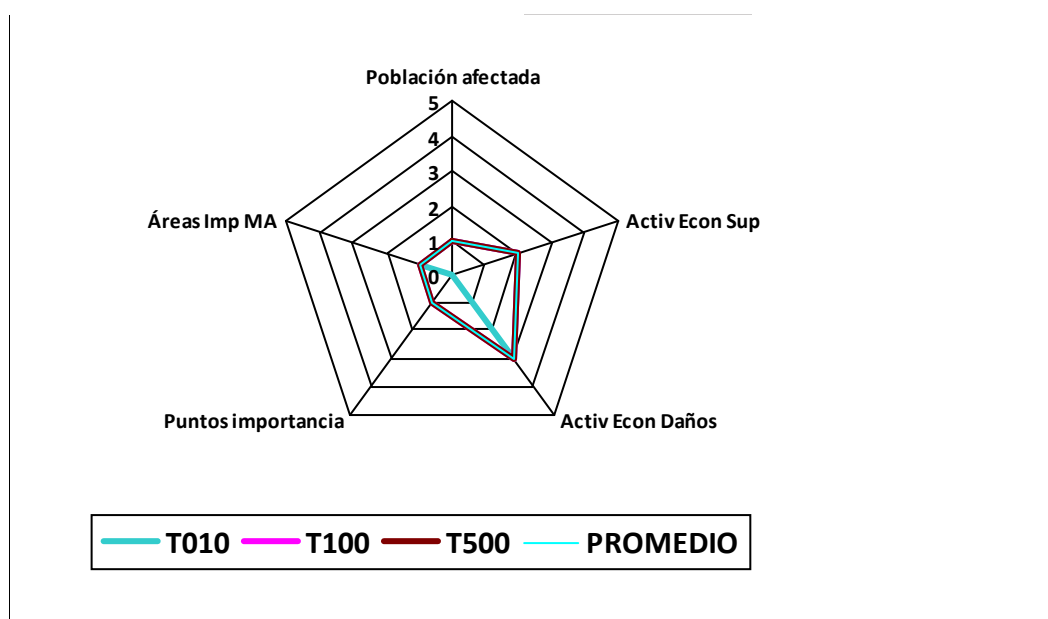 Población afectada
5
4
3
2
1
0
Áreas Imp MA
Activ Econ Sup
Puntos importancia
Activ Econ Daños
T010 T100 T500 PROMEDIO